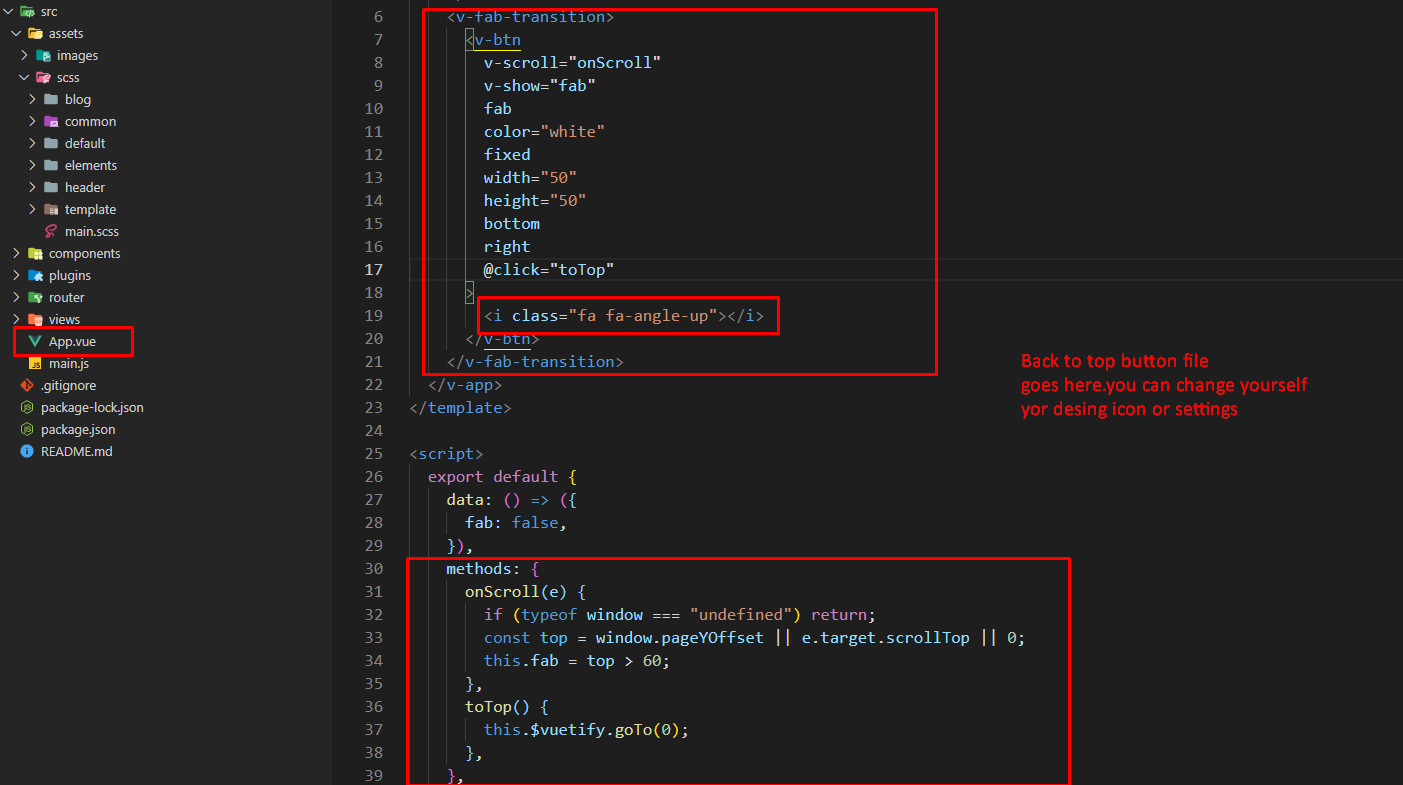 src
assets
images
scss
blog
common
default
elements
header
template
main.scss
components
plugins
router
views
App.vue
main.js
.gitignore
package-lock.json
package.json
README.md
6 <v-fab-transition>
7 <v-btn
8 v-scroll="onScroll"
9 v-show="fab"
10 fab
11 color="white"
12 fixed
13 width="50"
14 height="50"
15 bottom
16 right
17 @click="toTop"
18 >
19 <i class="fa fa-angle-up"></i>
20 </v-btn>
21 </v-fab-transition>
22 </v-app>
23 </template>
24
25 <script>
26 export default {
27 data: () => ({
28 fab: false,
29 }),
30 methods: {
31 onScroll(e) {
32 if (typeof window === "undefined") return;
33 const top = window.pageYOffset || e.target.scrollTop || 0;
34 this.fab = top > 60;
35 },
36 toTop() {
37 this.$vuetify.goTo(0);
38 },
39 },
Back to top button file
goes here.you can change yourself
yor desing icon or settings